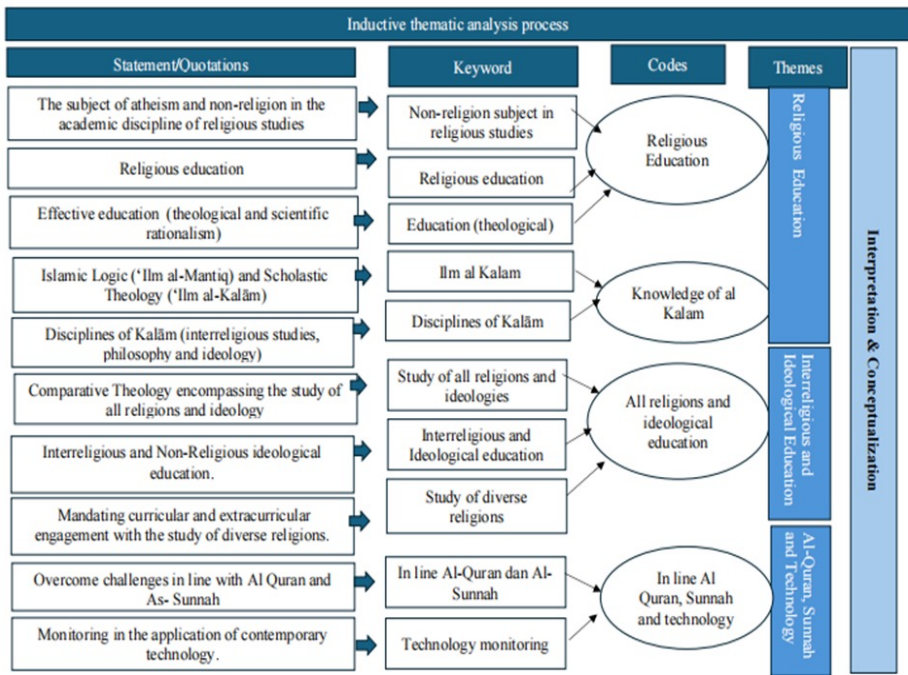 Inductive thematic analysis process
Statement/Quotations
Keyword
Codes
Themes
The subject of atheism and non-religion in the
academic discipline of religious studies
Religious education
Effective education (theological and scientific
rationalism)
Islamic Logic (‘Ilm al-Mantiq) and Scholastic
Theology (‘Ilm al-Kalām)
Disciplines of Kalām (interreligious studies,
philosophy and ideology)
Comparative Theology encompassing the study of
all religions and ideology
Interreligious and Non-Religious ideological
education.
Mandating curricular and extracurricular
engagement with the study of diverse religions.
Overcome challenges in line with Al Quran and
As- Sunnah
Monitoring in the application of contemporary
technology.
Non-religion subject in
religious studies
Religious education
Education (theological)
Ilm al Kalam
Disciplines of Kalām
Study of all religions and
ideologies
Interreligious and
Ideological education
Study of diverse
religions
In line Al-Quran dan Al-
Sunnah
Technology monitoring
Religious
Education
Knowledge of al
Kalam
All religions and
ideological
education
In line Al
Quran, Sunnah
and technology
Religious Education
Interreligious and
Ideological Education
Al-Quran, Sunnah
and Technology
Interpretation & Conceptualization